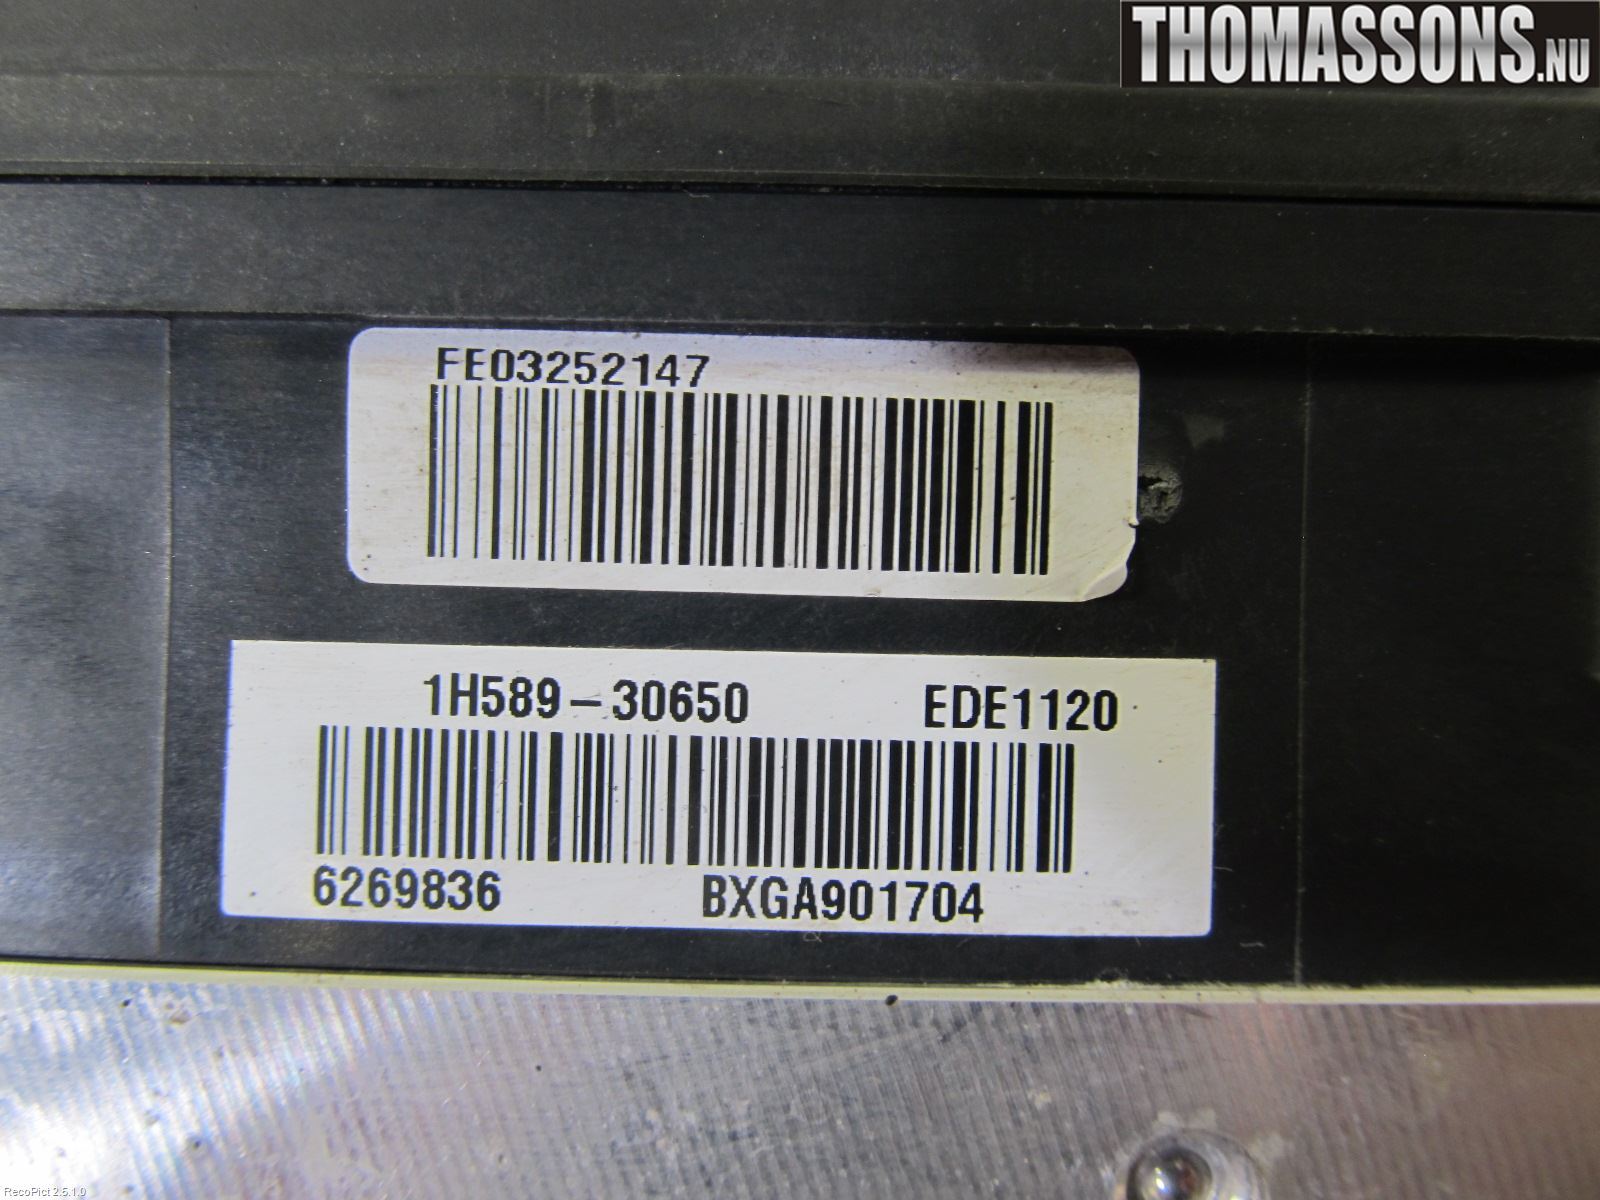 THOMASSONS.NU
FE03252147
1H589-30650 EDE1120
6269836 BXGA901704
RecoPict 2.5.1.0